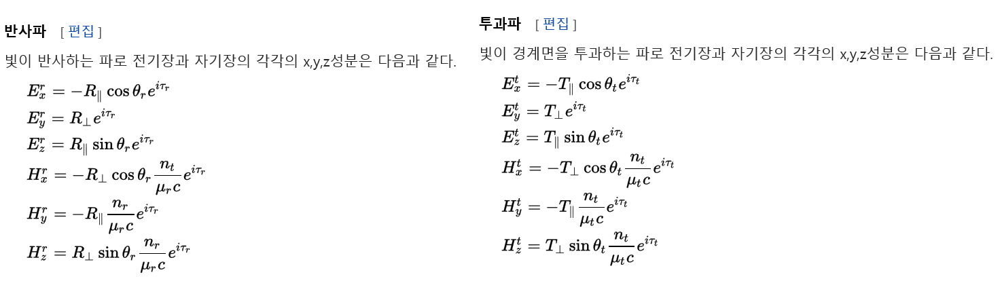 반사파 [ 편집 ]
빛이 반사하는 파로 전기장과 자기장의 각각의 x,y,z성분은 다음과 같다.
$E_x^r = -R_\parallel \cos\theta_r e^{i\tau_r}$
$E_y^r = R_\perp e^{i\tau_r}$
$E_z^r = R_\parallel \sin\theta_r e^{i\tau_r}$
$H_x^r = -R_\perp \cos\theta_r \frac{n_t}{\mu_r c} e^{i\tau_r}$
$H_y^r = -R_\parallel \frac{n_r}{\mu_r c} e^{i\tau_r}$
$H_z^r = R_\perp \sin\theta_r \frac{n_r}{\mu_r c} e^{i\tau_r}$
투과파 [ 편집 ]
빛이 경계면을 투과하는 파로 전기장과 자기장의 각각의 x,y,z성분은 다음과 같다.
$E_x^t = -T_\parallel \cos\theta_t e^{i\tau_t}$
$E_y^t = T_\perp e^{i\tau_t}$
$E_z^t = T_\parallel \sin\theta_t e^{i\tau_t}$
$H_x^t = -T_\perp \cos\theta_t \frac{n_t}{\mu_t c} e^{i\tau_t}$
$H_y^t = -T_\parallel \frac{n_t}{\mu_t c} e^{i\tau_t}$
$H_z^t = T_\perp \sin\theta_t \frac{n_t}{\mu_t c} e^{i\tau_t}$